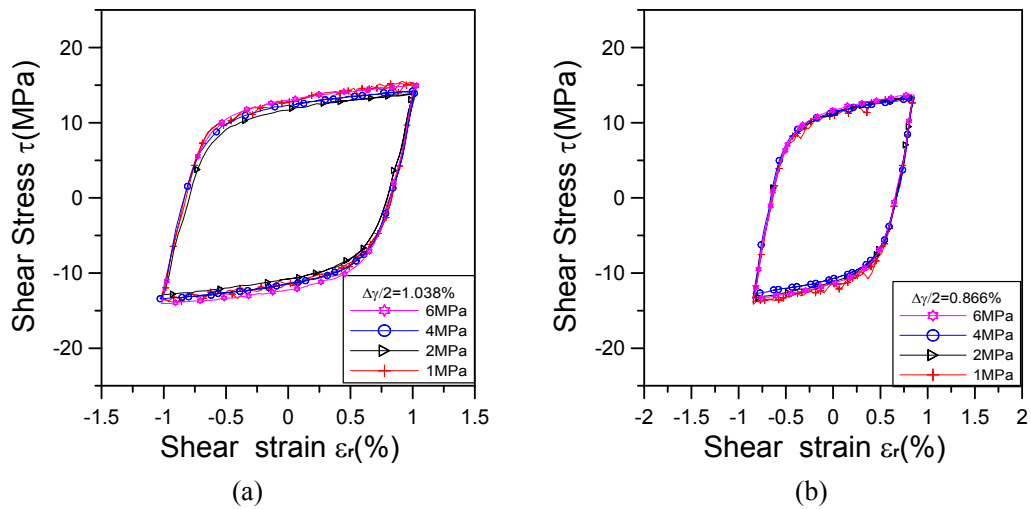 20
10
0
-10
-20
Shear Stress τ(MPa)
-1.5 -1 -0.5 0 0.5 1 1.5
Shear strain εr(%)
Δγ/2=1.038%
6MPa
4MPa
2MPa
1MPa
(a)
20
10
0
-10
-20
Shear Stress τ(MPa)
-2 -1.5 -1 -0.5 0 0.5 1 1.5 2
Shear strain εr(%)
Δγ/2=0.866%
6MPa
4MPa
2MPa
1MPa
(b)